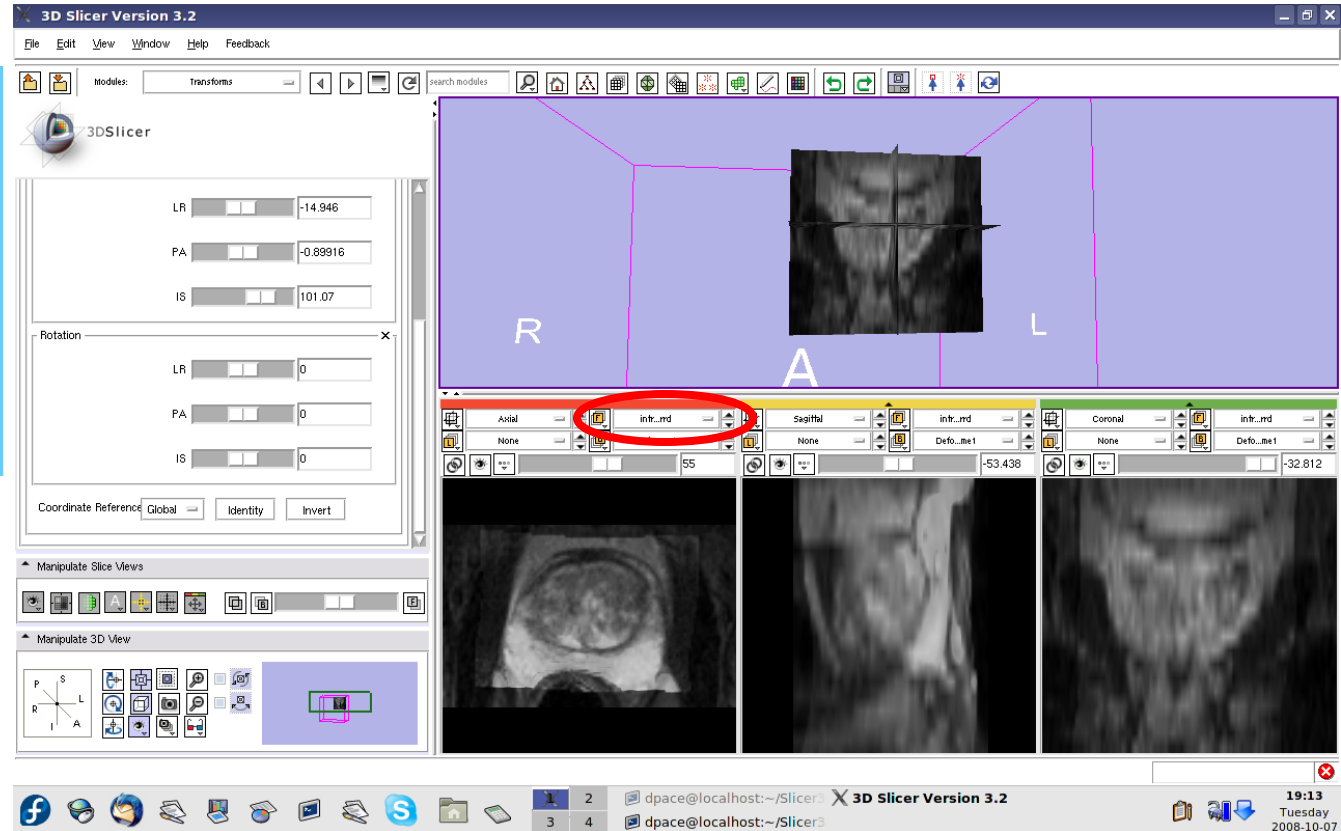 3D Slicer Version 3.2
File Edit View Window Help Feedback
Modules: Transforms search modules
3DSlicer
LR -14.946
PA -0.89916
IS 101.07
Rotation
LR 0
PA 0
IS 0
Coordinate Reference Global Identity Invert
Manipulate Slice Views
Manipulate 3D View
P S L R I A
R A L
Axial F intr...rrd
L None
55
Sagittal F intr...rrd
L None B Defo...me1
-53.438
Coronal F intr...rrd
L None B Defo...me1
-32.812
1 2
3 4
dpace@localhost:~/Slicer3
dpace@localhost:~/Slicer3
3D Slicer Version 3.2
19:13
Tuesday
2008-10-07